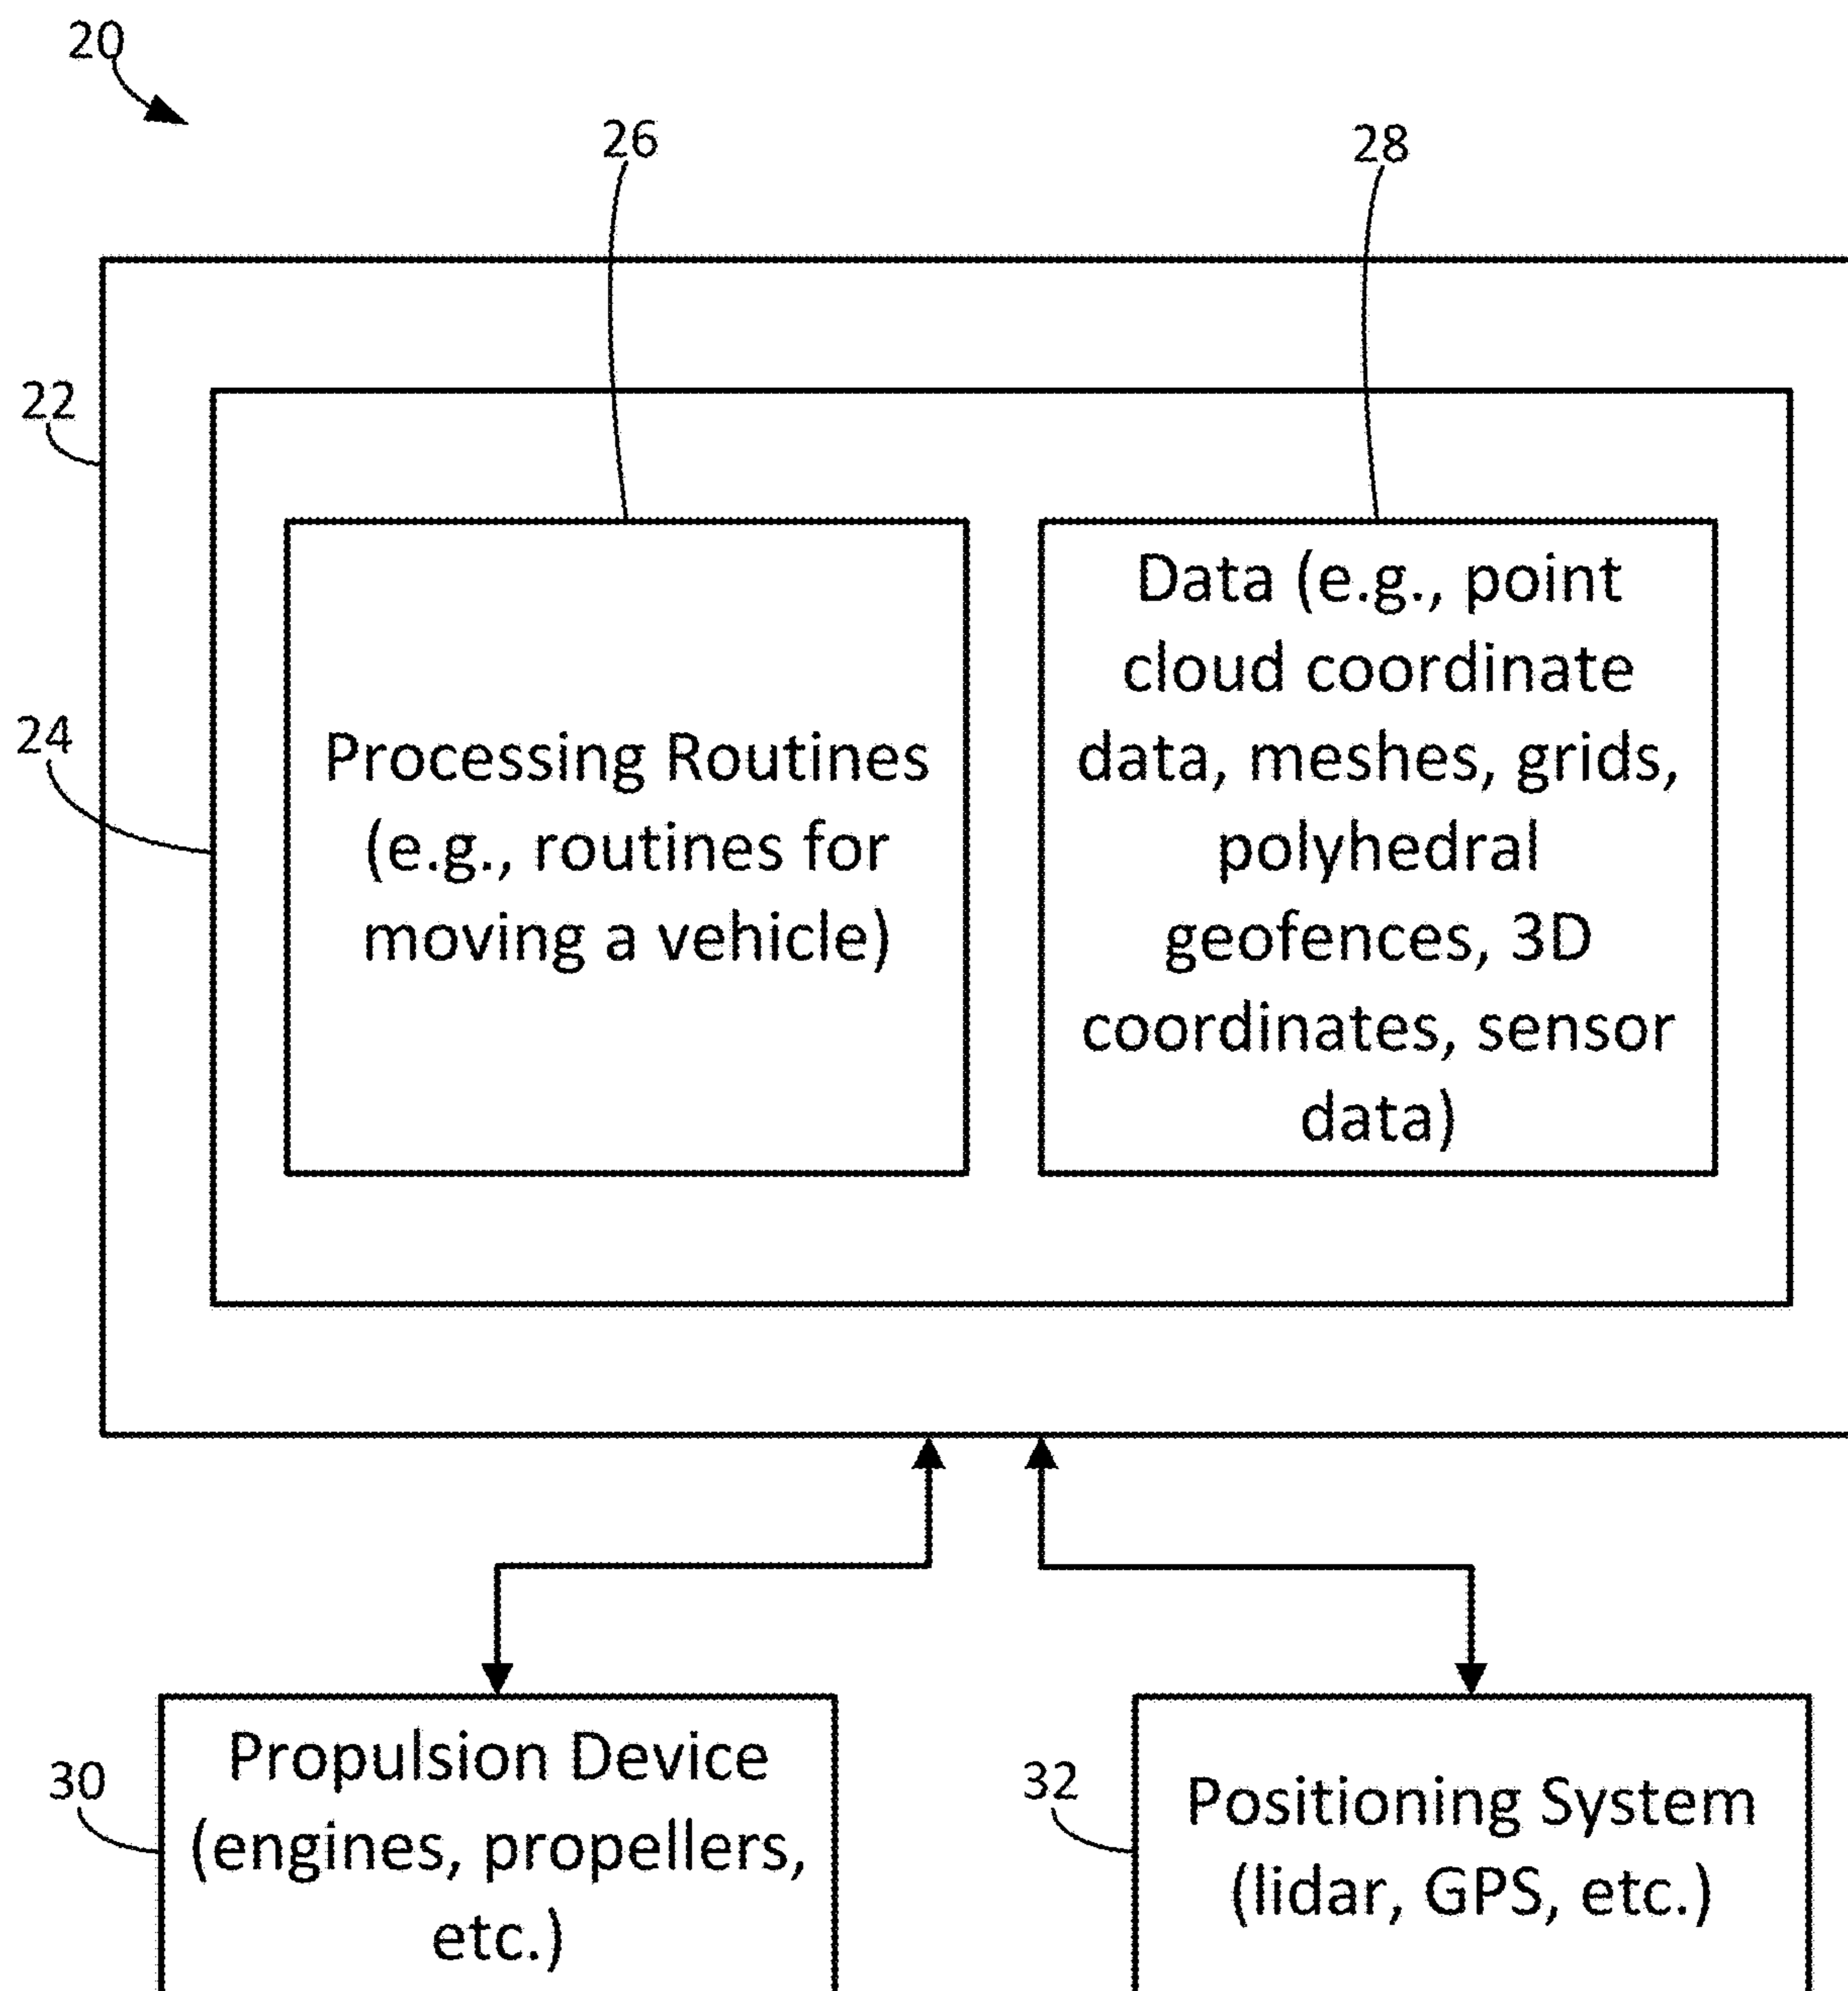 20
26
28
22
24
Processing Routines
(e.g., routines for
moving a vehicle)
Data (e.g., point
cloud coordinate
data, meshes, grids,
polyhedral
geofences, 3D
coordinates, sensor
data)
30
Propulsion Device
(engines, propellers,
etc.)
32
Positioning System
(lidar, GPS, etc.)